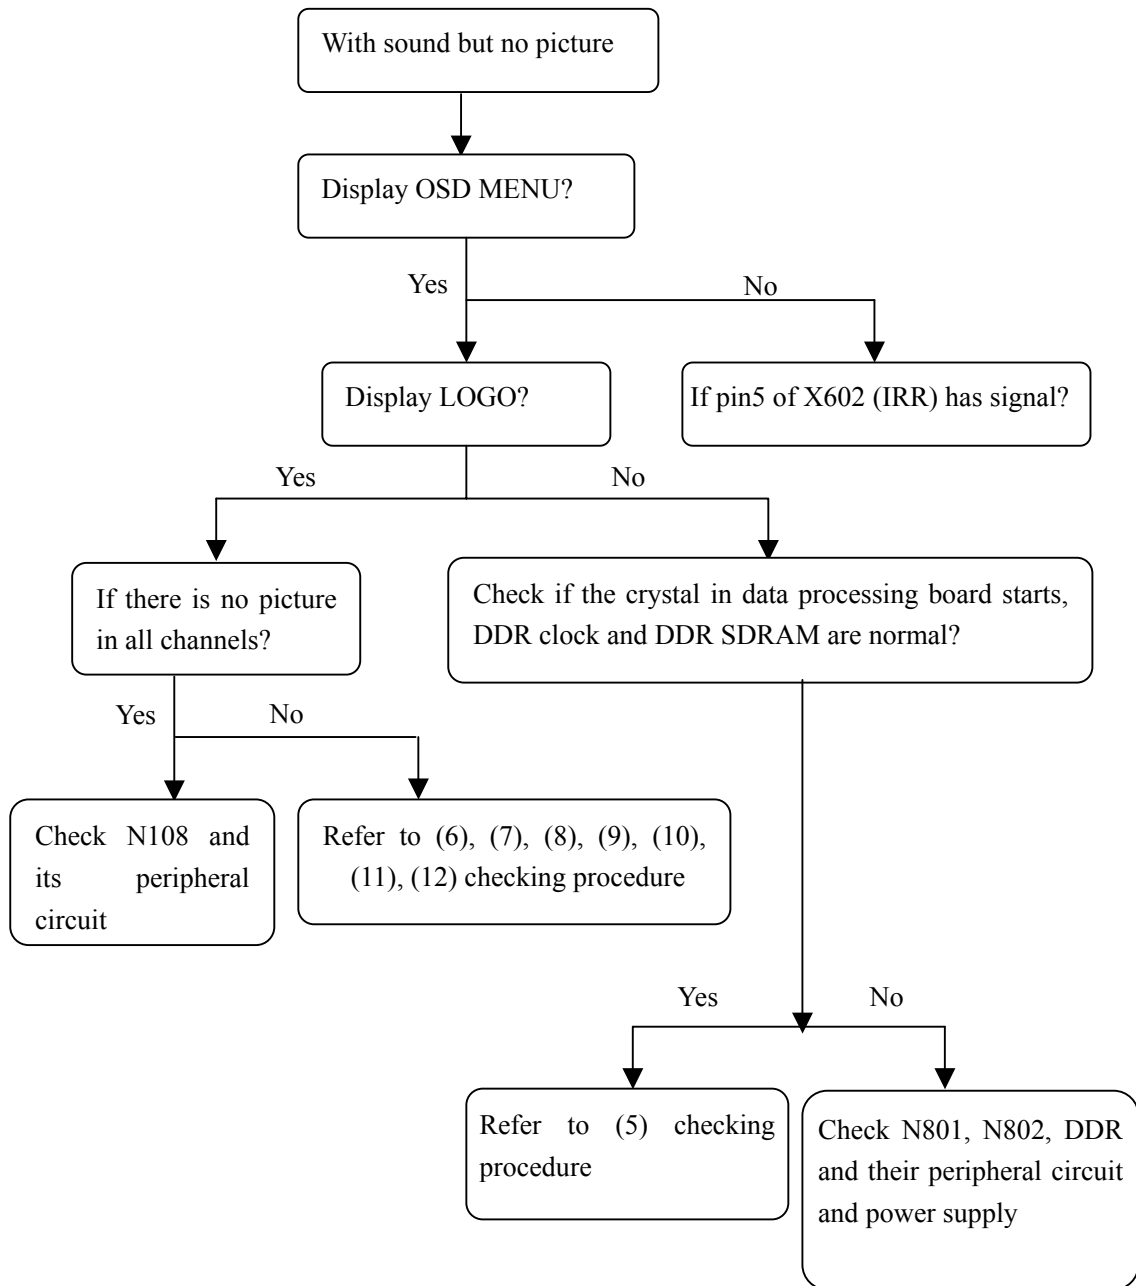 With sound but no picture
Display OSD MENU?
Yes
No
Display LOGO?
If pin5 of X602 (IRR) has signal?
Yes
No
If there is no picture
in all channels?
Check if the crystal in data processing board starts,
DDR clock and DDR SDRAM are normal?
Yes
No
Check N108 and
its peripheral
circuit
Refer to (6), (7), (8), (9), (10),
(11), (12) checking procedure
Yes
No
Refer to (5) checking
procedure
Check N801, N802, DDR
and their peripheral circuit
and power supply